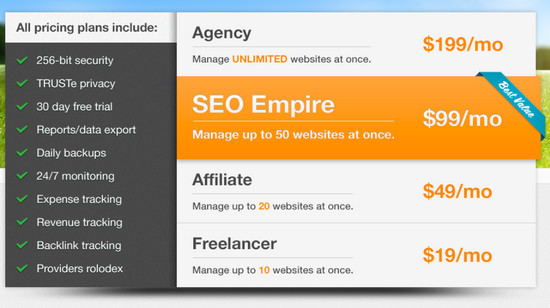 All pricing plans include:
256-bit security
TRUSTe privacy
30 day free trial
Reports/data export
Daily backups
24/7 monitoring
Expense tracking
Revenue tracking
Backlink tracking
Providers rolodex
Agency
Manage UNLIMITED websites at once.
$199/mo
SEO Empire
Manage up to 50 websites at once.
$99/mo
Best Value
Affiliate
Manage up to 20 websites at once.
$49/mo
Freelancer
Manage up to 10 websites at once.
$19/mo